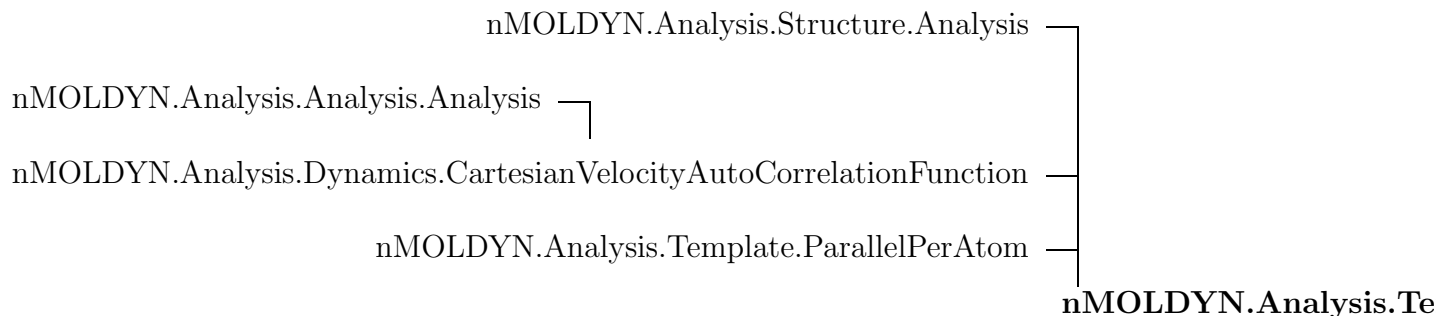 nMOLDYN.Analysis.Structure.Analysis
nMOLDYN.Analysis.Analysis.Analysis
nMOLDYN.Analysis.Dynamics.CartesianVelocityAutoCorrelationFunction
nMOLDYN.Analysis.Template.ParallelPerAtom
nMOLDYN.Analysis.Te